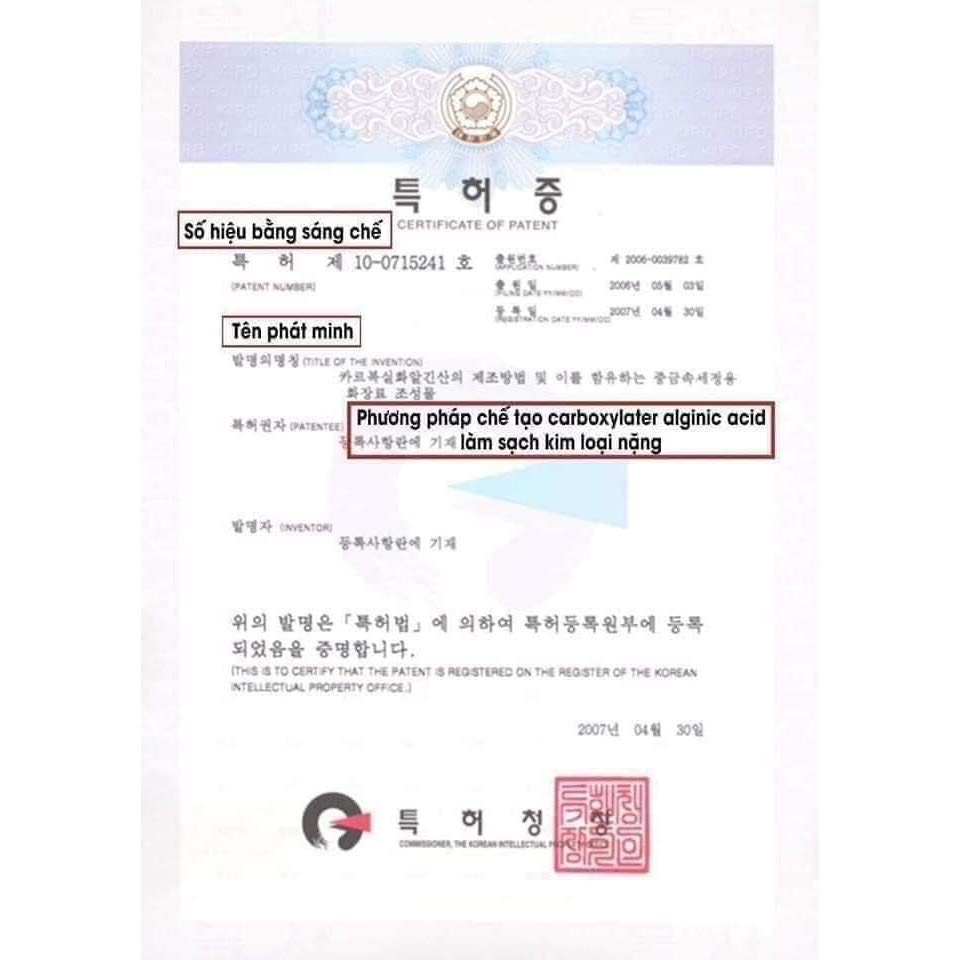 특 허 증
CERTIFICATE OF PATENT
Số hiệu bằng sáng chế
특 허 제 10-0715241 호
(PATENT NUMBER)
출원번호 제 2006-0039782 호
(APPLICATION NUMBER)
출 원 일 2006년 05월 03일
(FILING DATE:YY/MM/DD)
등 록 일 2007년 04월 30일
(REGISTRATION DATE:YY/MM/DD)
Tên phát minh
발명의명칭 (TITLE OF THE INVENTION)
카르복실화알긴산의 제조방법 및 이를 함유하는 중금속세정용
화장료 조성물
Phương pháp chế tạo carboxylater alginic acid
làm sạch kim loại nặng
특허권자 (PATENTEE)
등록사항란에 기재
발명자 (INVENTOR)
등록사항란에 기재
위의 발명은「특허법」에 의하여 특허등록원부에 등록
되었음을 증명합니다.
(THIS IS TO CERTIFY THAT THE PATENT IS REGISTERED ON THE REGISTER OF THE KOREAN
INTELLECTUAL PROPERTY OFFICE.)
2007년 04월 30일
특 허 청 장
COMMISSIONER, THE KOREAN INTELLECTUAL